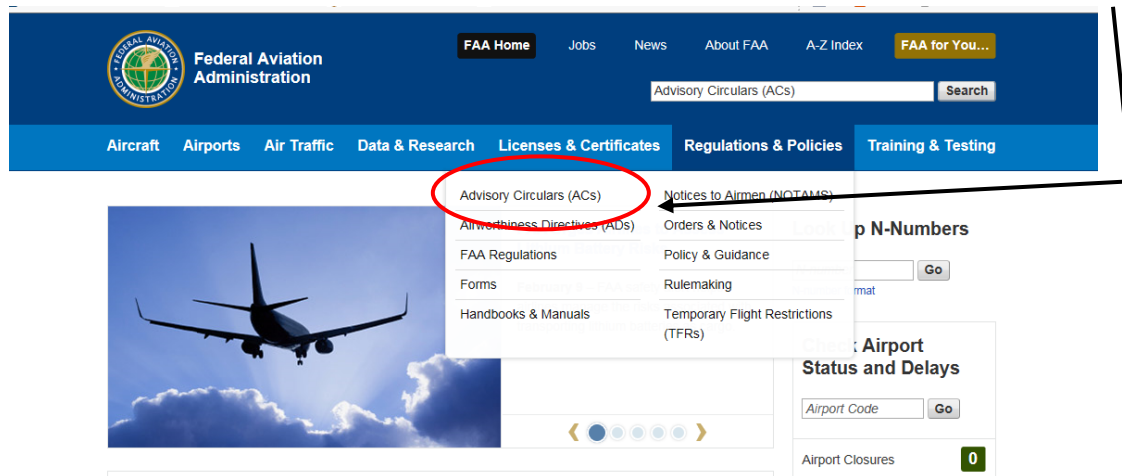 FAA Home
Jobs
News
About FAA
A-Z Index
FAA for You...
Federal Aviation
Administration
FEDERAL AVIATION
ADMINISTRATION
Advisory Circulars (ACs)
Search
Aircraft
Airports
Air Traffic
Data & Research
Licenses & Certificates
Regulations & Policies
Training & Testing
Advisory Circulars (ACs)
Notices to Airmen (NOTAMS)
Airworthiness Directives (ADs)
Orders & Notices
FAA Regulations
Policy & Guidance
Forms
Rulemaking
Handbooks & Manuals
Temporary Flight Restrictions
(TFRs)
Look Up N-Numbers
Go
Check Airport
Status and Delays
Airport Code
Go
Airport Closures
0